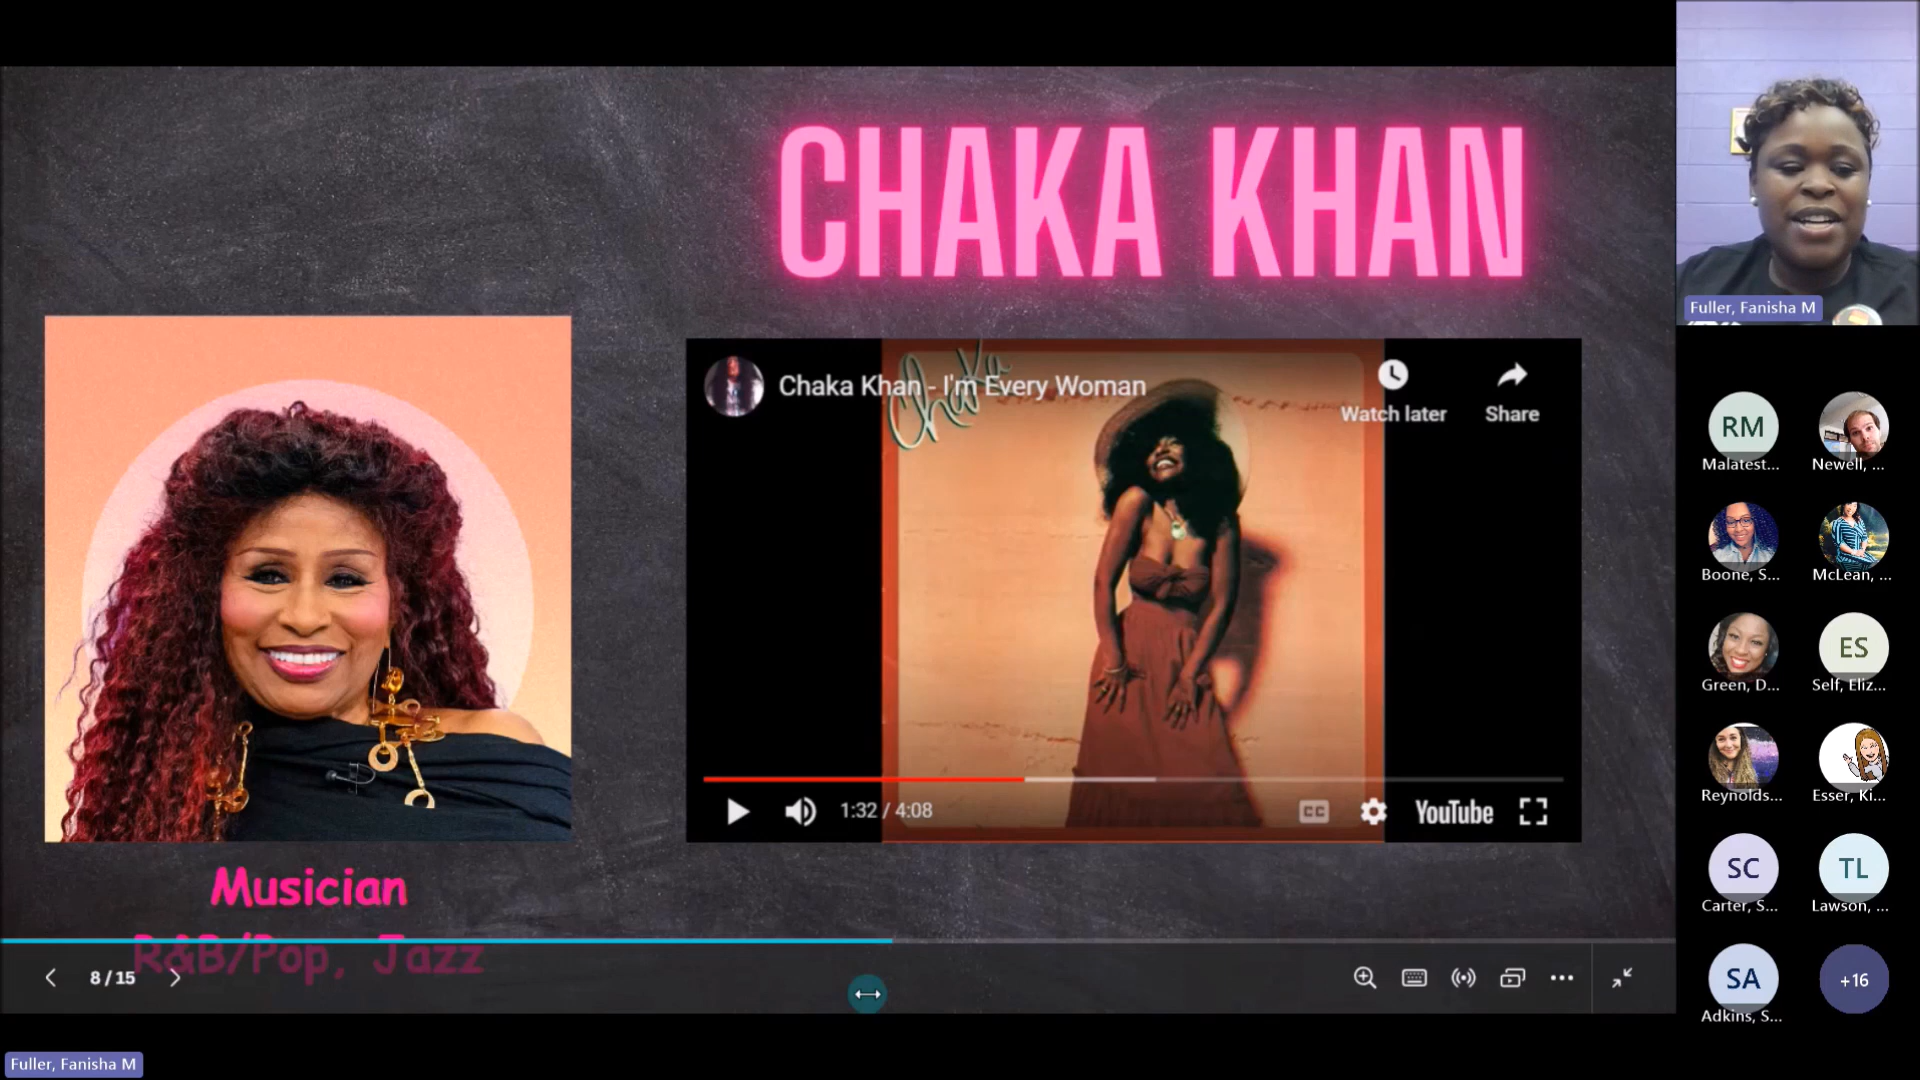 CHAKA KHAN
Chaka
Chaka Khan - I'm Every Woman
Watch later
Share
1:32 / 4:08
CC
YouTube
Musician
R&B/Pop, Jazz
8 / 15
Fuller, Fanisha M
Fuller, Fanisha M
RM
Malatest...
Newell, ...
Boone, S...
McLean, ...
Green, D...
ES
Self, Eliz...
Reynolds...
Esser, Ki...
SC
Carter, S...
TL
Lawson, ...
SA
Adkins, S...
+16